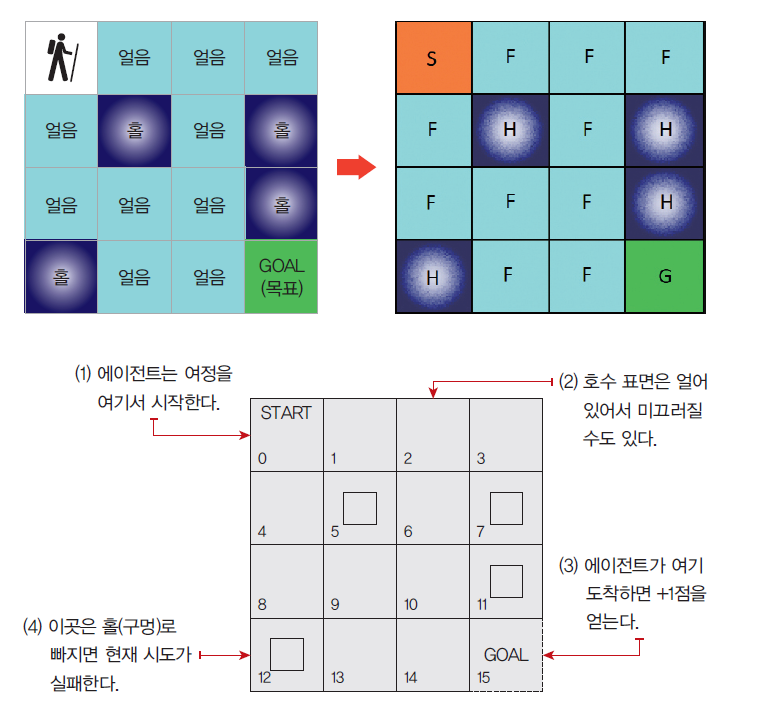 얼음 얼음 얼음
얼음 홀 얼음 홀
얼음 얼음 얼음 홀
홀 얼음 얼음 GOAL
(목표)
S F F F
F H F H
F F F H
H F F G
(1) 에이전트는 여정을
여기서 시작한다.
(2) 호수 표면은 얼어
있어서 미끄러질
수도 있다.
START
0 1 2 3
4 5 6 7
8 9 10 11
GOAL
12 13 14 15
(3) 에이전트가 여기
도착하면 +1점을
얻는다.
(4) 이곳은 홀(구멍)로
빠지면 현재 시도가
실패한다.